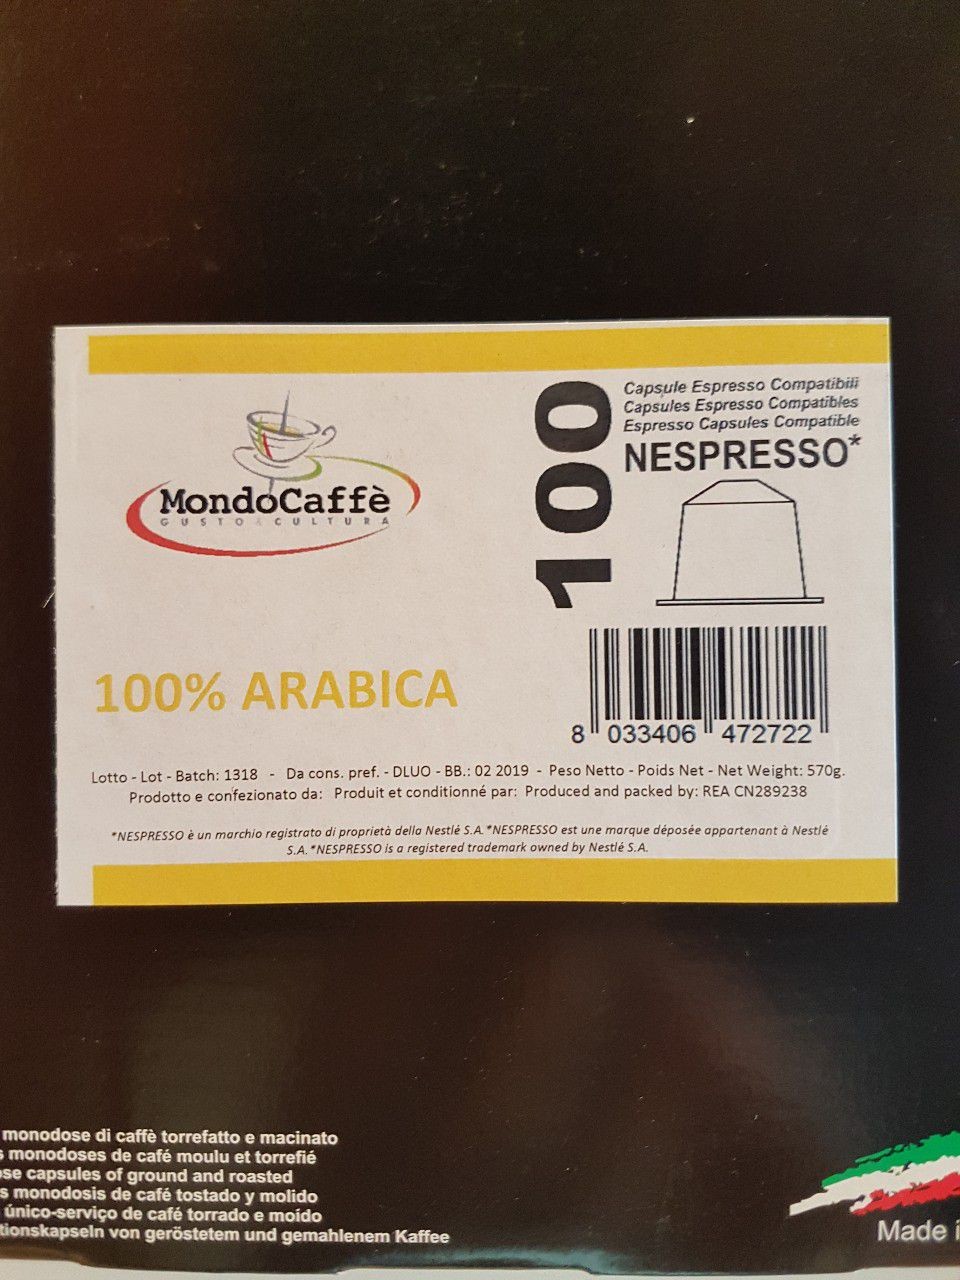 Capsule Espresso Compatibili
Capsules Espresso Compatibles
Espresso Capsules Compatible
NESPRESSO*
100
MondoCaffè
GUSTO & CULTURA
100% ARABICA
8 033406 472722
Lotto - Lot - Batch: 1318 - Da cons. pref. - DLUO - BB.: 02 2019 - Peso Netto - Poids Net - Net Weight: 570g.
Prodotto e confezionato da: Produit et conditionné par: Produced and packed by: REA CN289238
*NESPRESSO è un marchio registrato di proprietà della Nestlé S.A. *NESPRESSO est une marque déposée appartenant à Nestlé
S.A. *NESPRESSO is a registered trademark owned by Nestlé S.A.
monodose di caffè torrefatto e macinato
s monodoses de café moulu et torrefié
se capsules of ground and roasted
s monodosis de café tostado y molido
único-serviço de café torrado e moído
tionskapseln von geröstetem und gemahlenem Kaffee
Made i